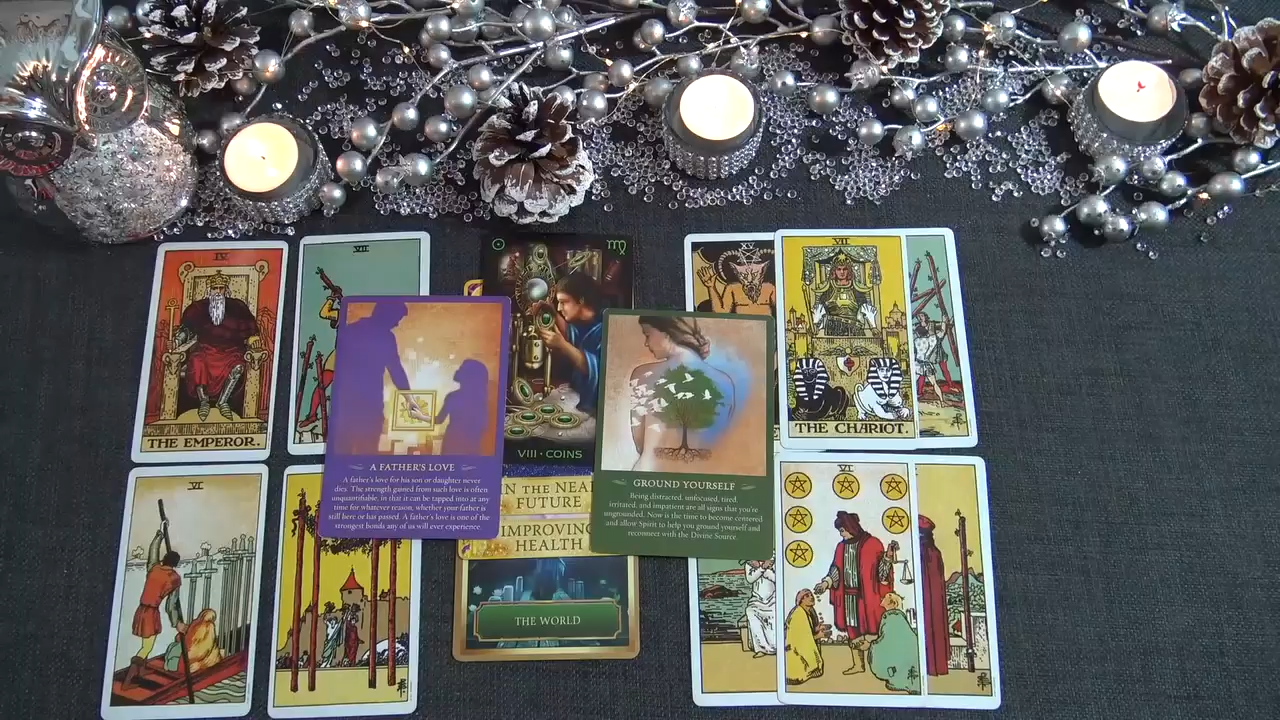 IV
THE EMPEROR.
VII
VIII • COINS
XV
VII
THE CHARIOT.
A FATHER'S LOVE
A father's love for his son or daughter never
dies. The strength gained from such love is often
unquantifiable, in that it can be tapped into at any
time for whatever reason, whether your father is
still here or has passed. A father's love is one of the
strongest bonds any of us will ever experience.
GROUND YOURSELF
Being distracted, unfocused, tired,
irritated, and impatient are all signs that you're
ungrounded. Now is the time to become centered
and allow Spirit to help you ground yourself and
reconnect with the Divine Source.
VI
IN THE NEAR
FUTURE
IMPROVING
HEALTH
THE WORLD
VI